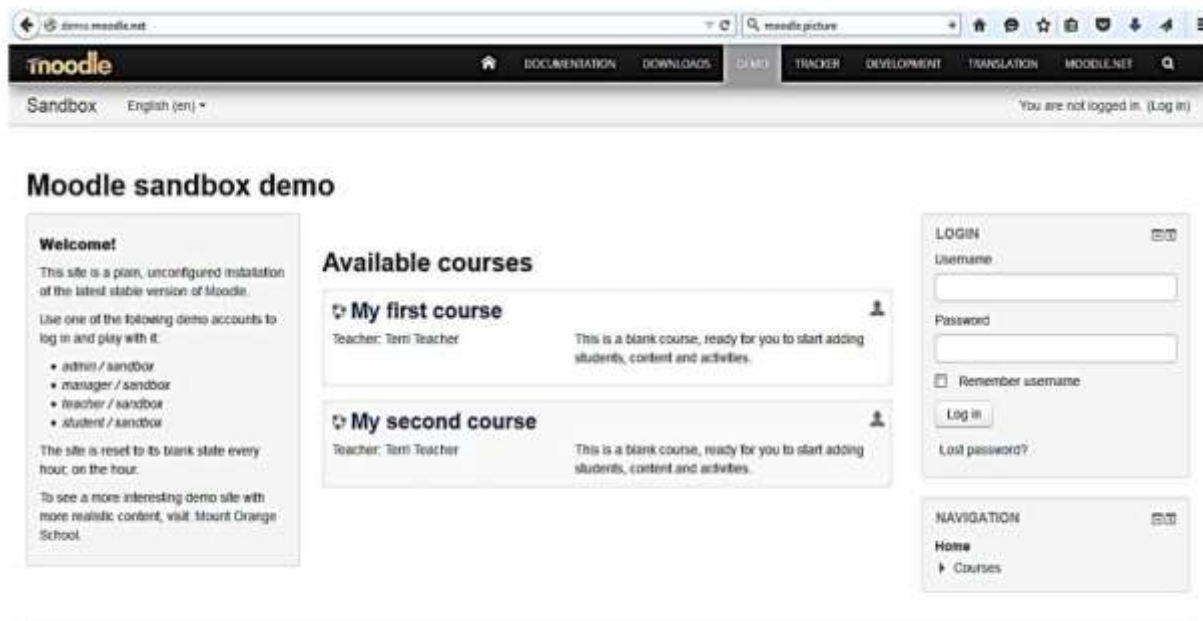 demo.moodle.net
moodle picture
moodle
DOCUMENTATION DOWNLOADS DEMO TRACKER DEVELOPMENT TRANSLATION MOODLE.NET
Sandbox English (en)
You are not logged in. (Log in)
Moodle sandbox demo
Welcome!
This site is a plain, unconfigured installation
of the latest stable version of Moodle.
Use one of the following demo accounts to
log in and play with it:
• admin / sandbox
• manager / sandbox
• teacher / sandbox
• student / sandbox
The site is reset to its blank state every
hour, on the hour.
To see a more interesting demo site with
more realistic content, visit: Mount Orange
School.
Available courses
My first course
Teacher: Terri Teacher
This is a blank course, ready for you to start adding
students, content and activities.
My second course
Teacher: Terri Teacher
This is a blank course, ready for you to start adding
students, content and activities.
LOGIN
Username
Password
Remember username
Log in
Lost password?
NAVIGATION
Home
Courses